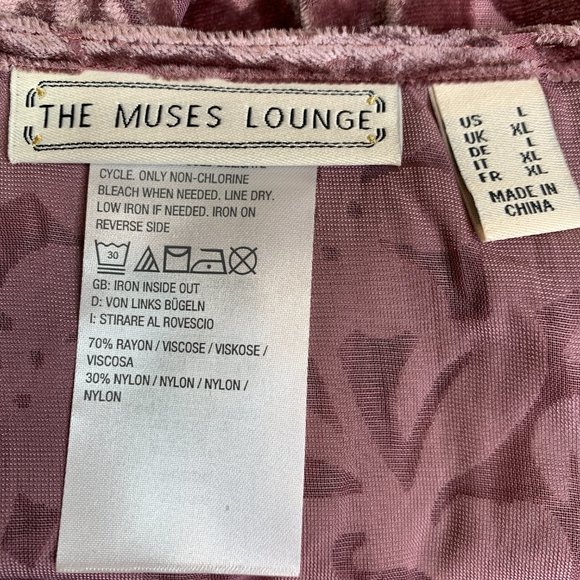 THE MUSES LOUNGE
US L
UK XL
DE L
IT XL
FR XL
MADE IN
CHINA
CYCLE. ONLY NON-CHLORINE
BLEACH WHEN NEEDED. LINE DRY.
LOW IRON IF NEEDED. IRON ON
REVERSE SIDE
30
GB: IRON INSIDE OUT
D: VON LINKS BÜGELN
I: STIRARE AL ROVESCIO
70% RAYON / VISCOSE / VISKOSE /
VISCOSA
30% NYLON / NYLON / NYLON /
NYLON